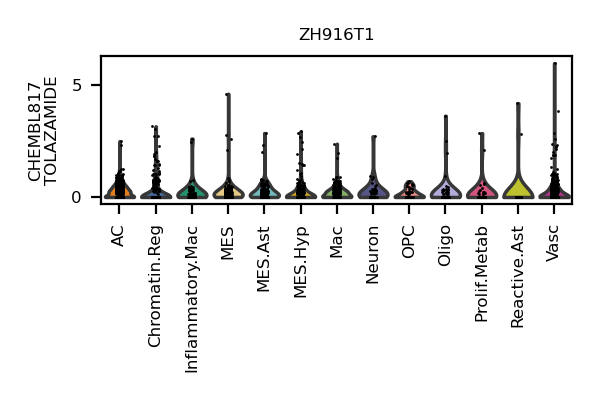 ZH916T1
CHEMBL817
TOLAZAMIDE
5
0
AC
Chromatin.Reg
Inflammatory.Mac
MES
MES.Ast
MES.Hyp
Mac
Neuron
OPC
Oligo
Prolif.Metab
Reactive.Ast
Vasc